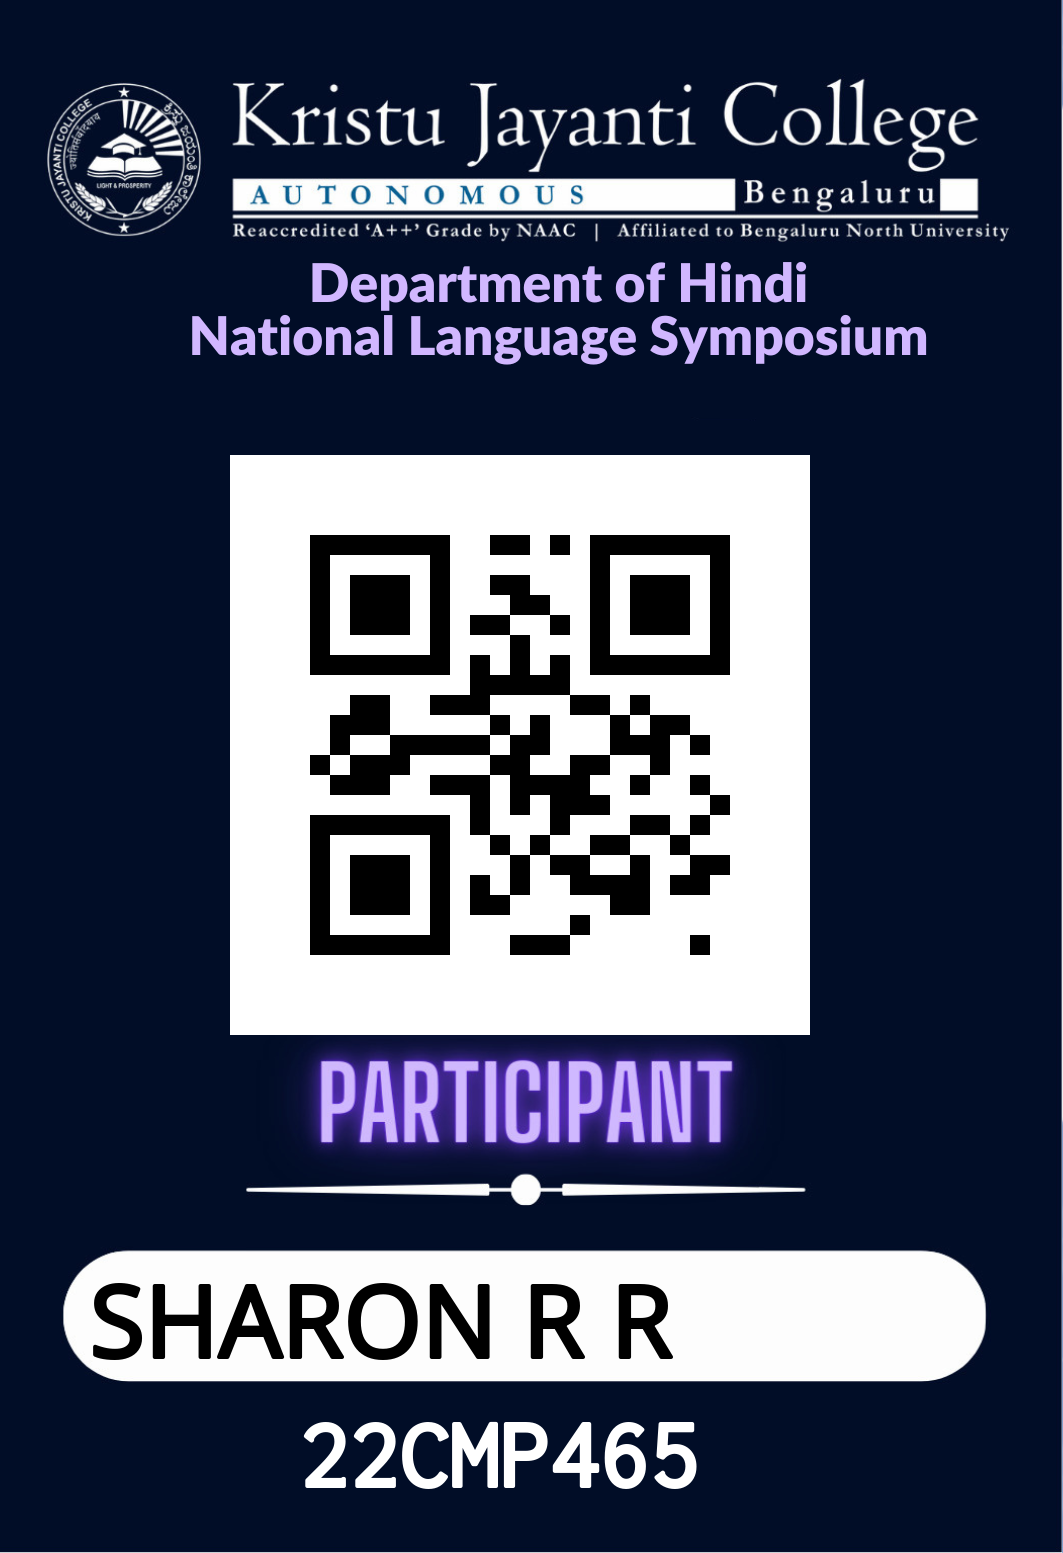 KRISTU JAYANTI COLLEGE
ಕ್ರಿಸ್ತು ಜಯಂತಿ ಕಾಲೇಜು
LIGHT & PROSPERITY
Kristu Jayanti College
AUTONOMOUS Bengaluru
Reaccredited ‘A++’ Grade by NAAC | Affiliated to Bengaluru North University
Department of Hindi
National Language Symposium
PARTICIPANT
SHARON R R
22CMP465